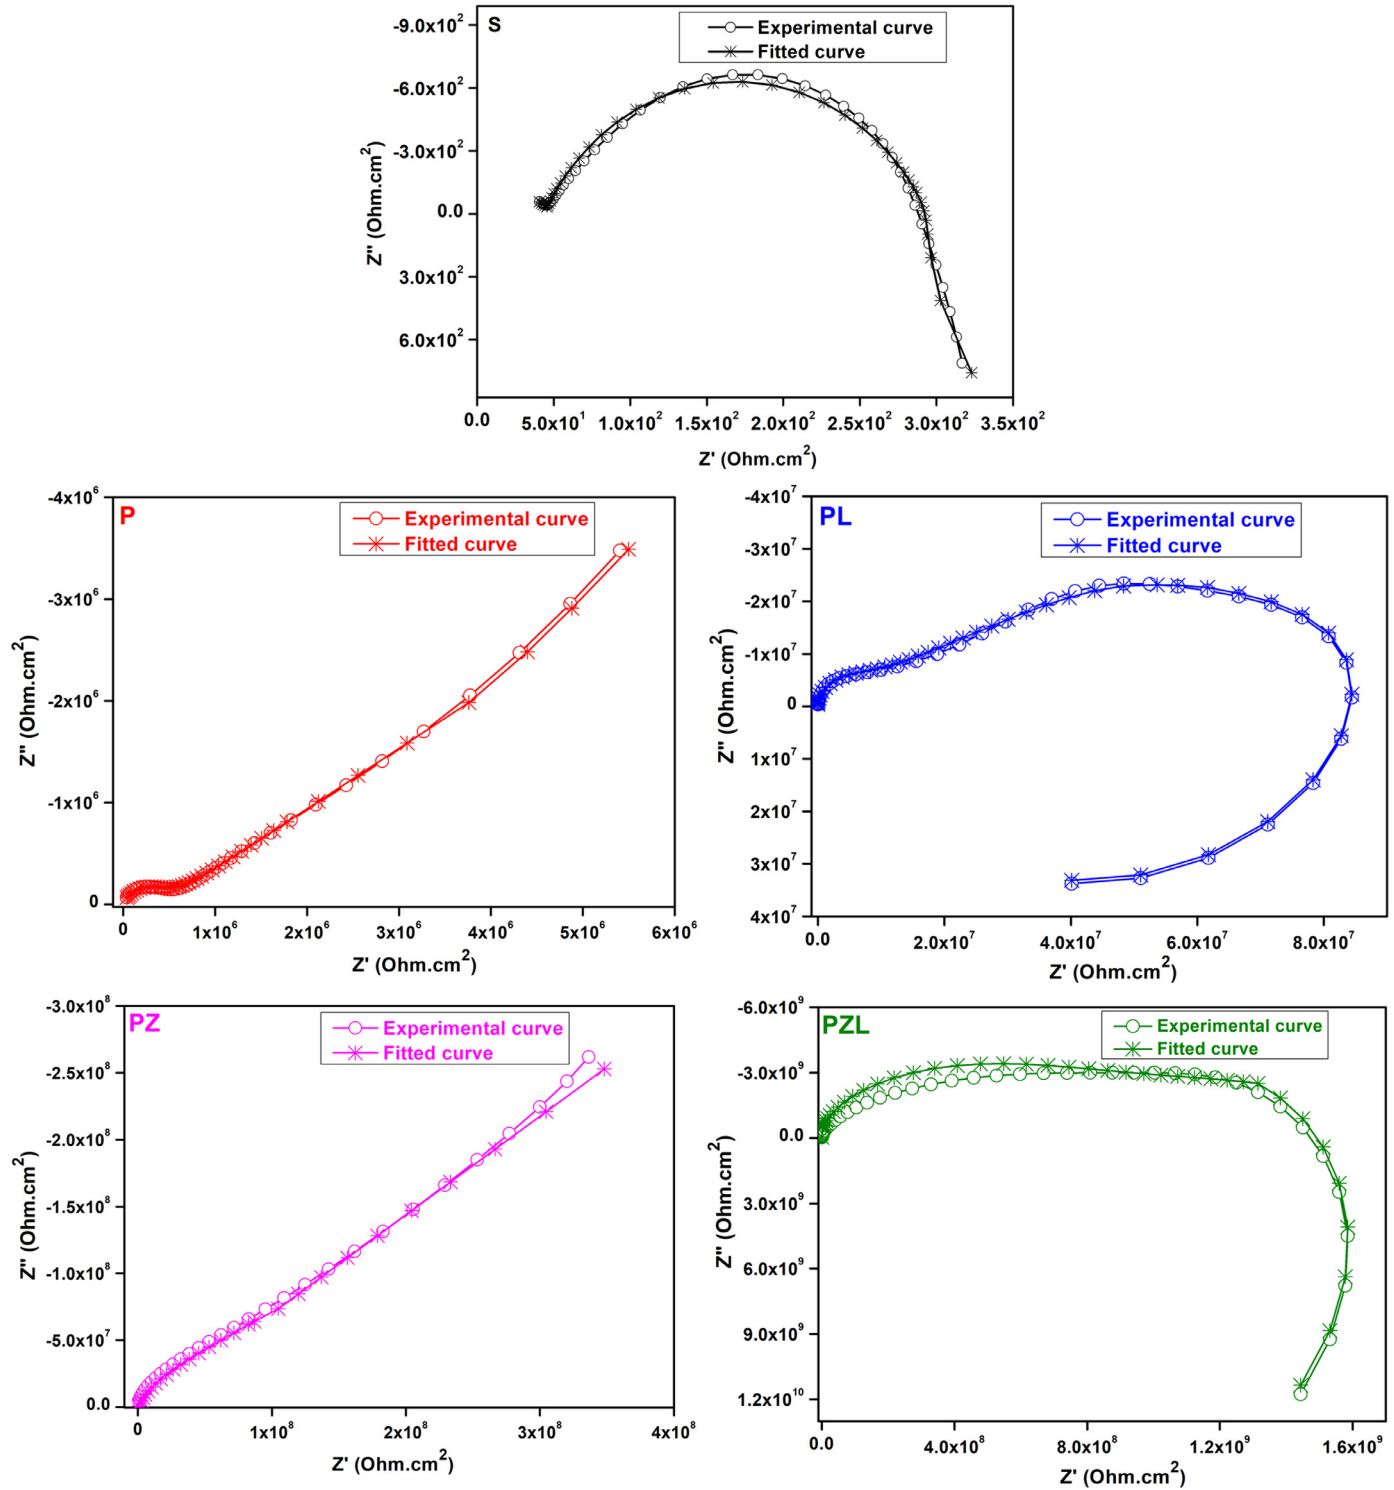 S
Experimental curve
Fitted curve
-9.0x10²
-6.0x10²
-3.0x10²
0.0
3.0x10²
6.0x10²
Z'' (Ohm.cm²)
0.0 5.0x10¹ 1.0x10² 1.5x10² 2.0x10² 2.5x10² 3.0x10² 3.5x10²
Z' (Ohm.cm²)
P
Experimental curve
Fitted curve
-4x10⁶
-3x10⁶
-2x10⁶
-1x10⁶
0
Z'' (Ohm.cm²)
0 1x10⁶ 2x10⁶ 3x10⁶ 4x10⁶ 5x10⁶ 6x10⁶
Z' (Ohm.cm²)
PL
Experimental curve
Fitted curve
-4x10⁷
-3x10⁷
-2x10⁷
-1x10⁷
0
1x10⁷
2x10⁷
3x10⁷
4x10⁷
Z'' (Ohm.cm²)
0.0 2.0x10⁷ 4.0x10⁷ 6.0x10⁷ 8.0x10⁷
Z' (Ohm.cm²)
PZ
Experimental curve
Fitted curve
-3.0x10⁸
-2.5x10⁸
-2.0x10⁸
-1.5x10⁸
-1.0x10⁸
-5.0x10⁷
0.0
Z'' (Ohm.cm²)
0 1x10⁸ 2x10⁸ 3x10⁸ 4x10⁸
Z' (Ohm.cm²)
PZL
Experimental curve
Fitted curve
-6.0x10⁹
-3.0x10⁹
0.0
3.0x10⁹
6.0x10⁹
9.0x10⁹
1.2x10¹⁰
Z'' (Ohm.cm²)
0.0 4.0x10⁸ 8.0x10⁸ 1.2x10⁹ 1.6x10⁹
Z' (Ohm.cm²)